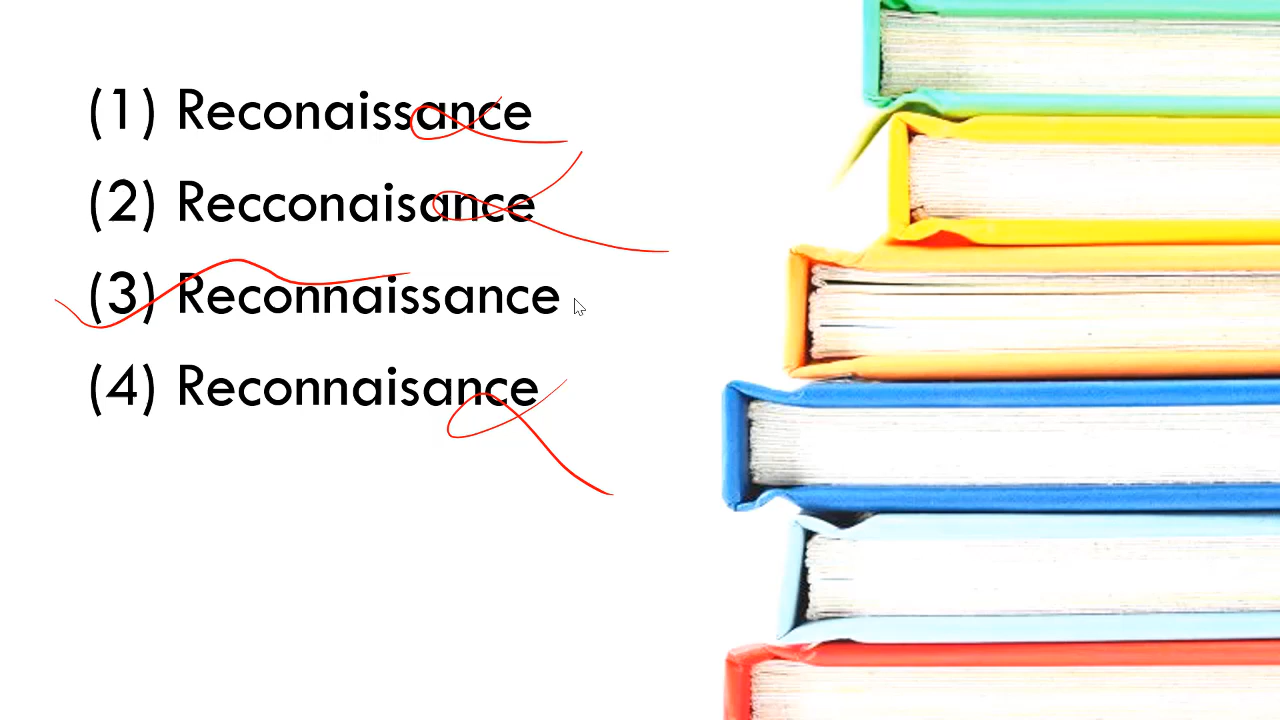 (1) Reconaissance
(2) Recconaisance
(3) Reconnaissance
(4) Reconnaisance